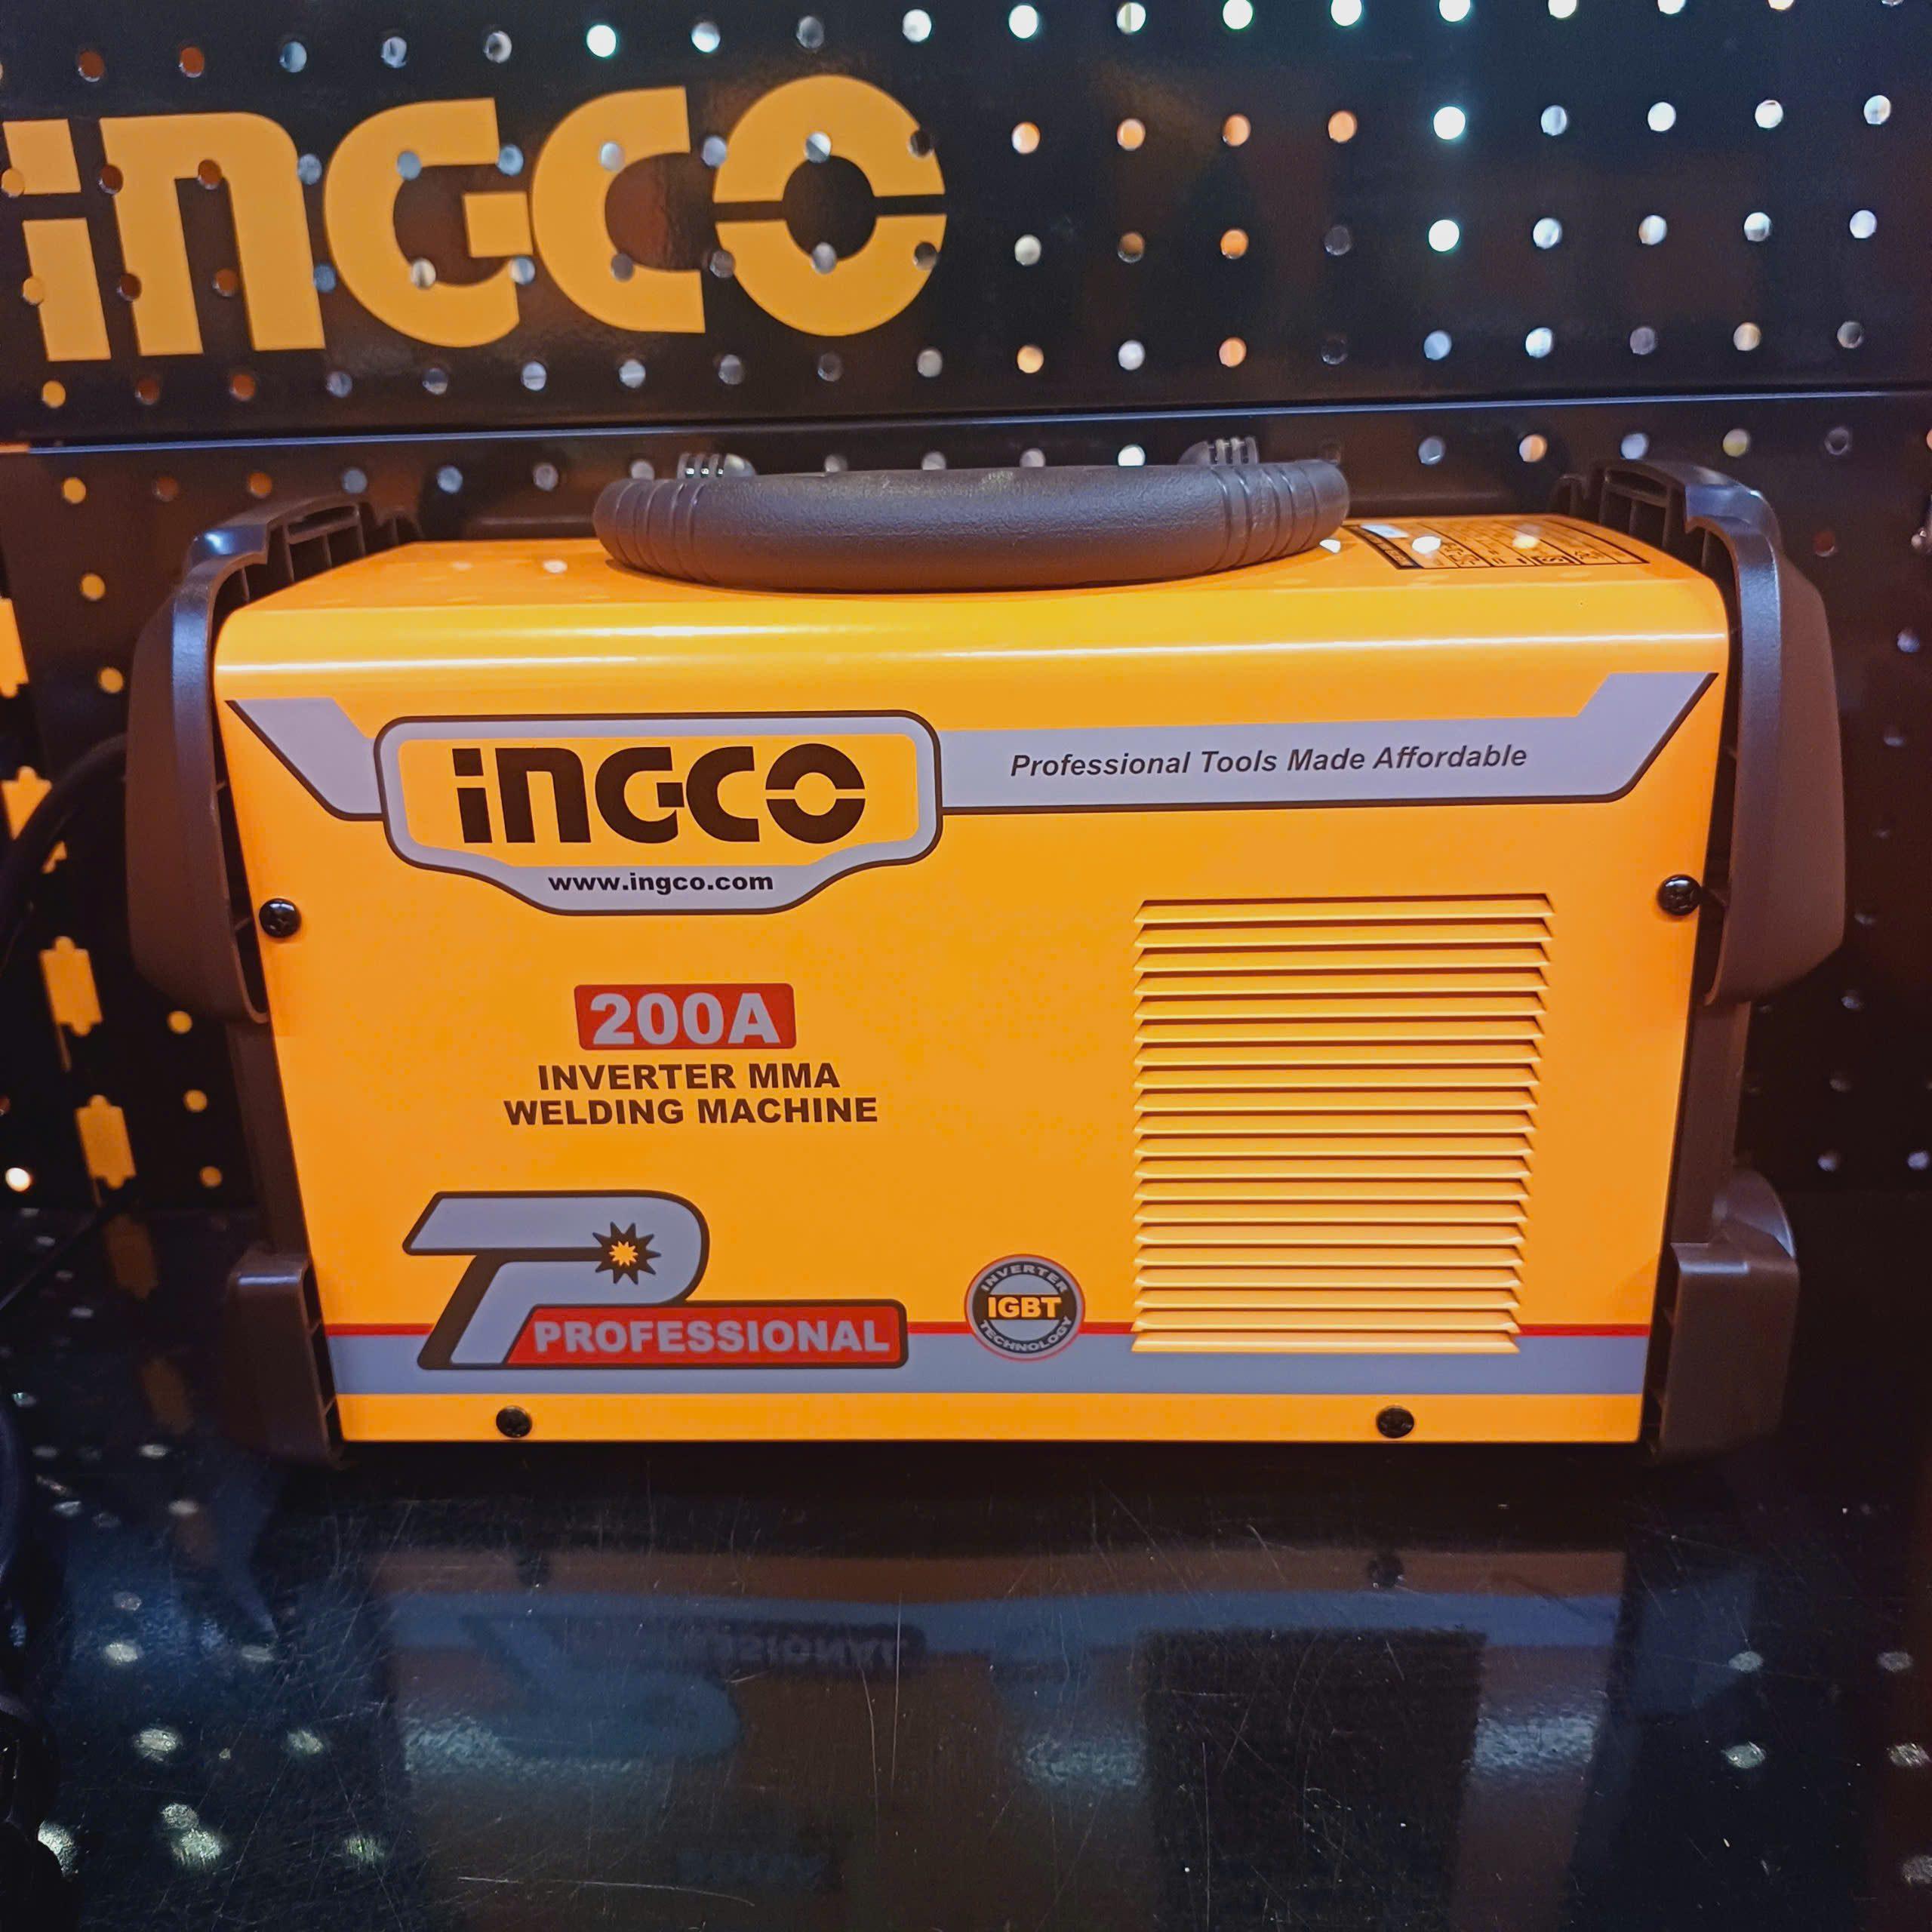 INGCO
INGCO
www.ingco.com
Professional Tools Made Affordable
200A
INVERTER MMA
WELDING MACHINE
P
PROFESSIONAL
INVERTER
IGBT
TECHNOLOGY